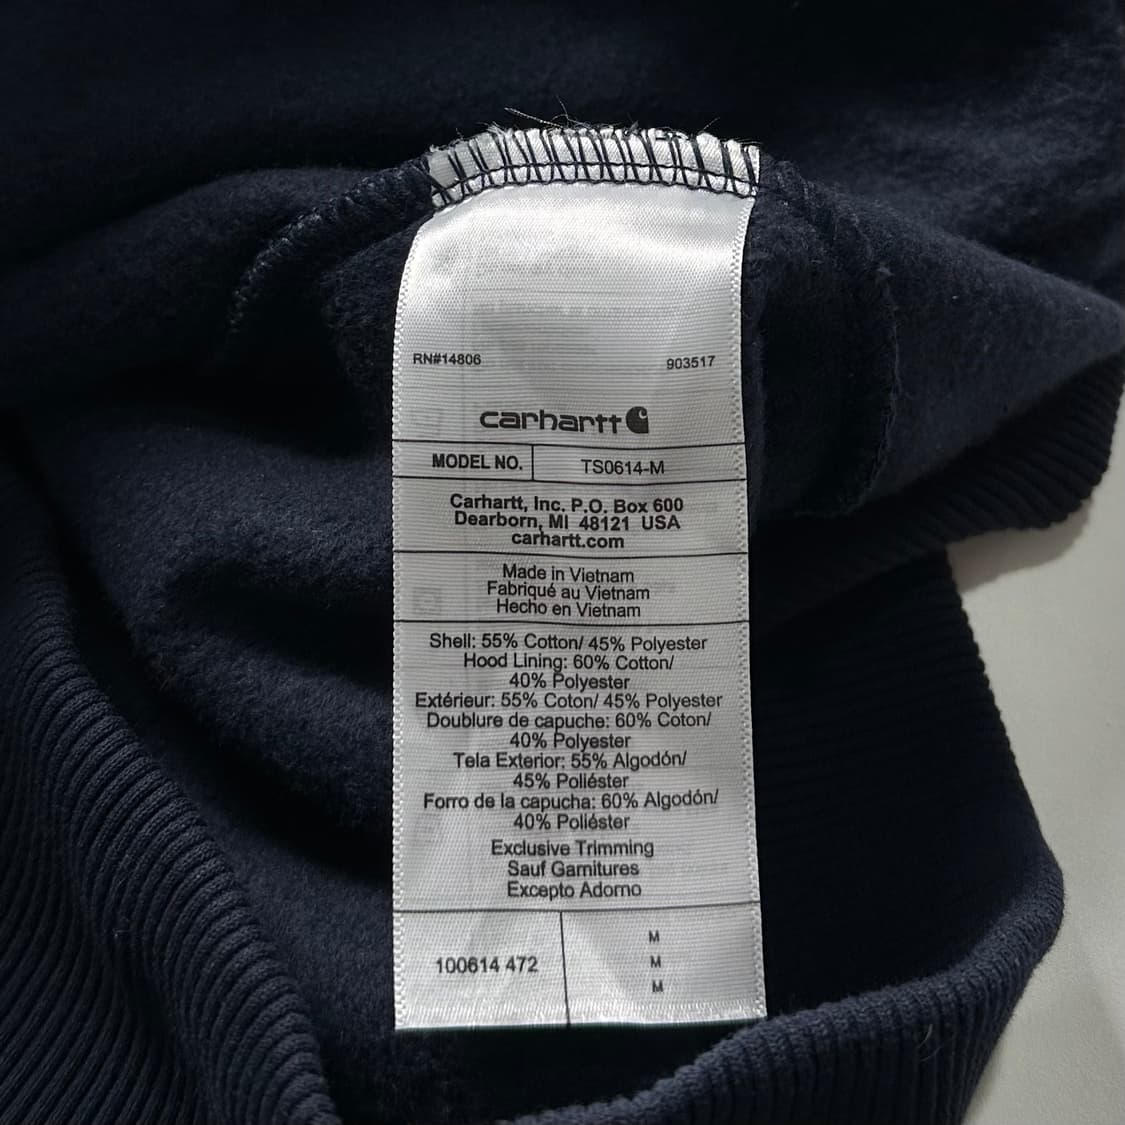 RN#14806 903517
carhartt
MODEL NO. TS0614-M
Carhartt, Inc. P.O. Box 600
Dearborn, MI 48121 USA
carhartt.com
Made in Vietnam
Fabriqué au Vietnam
Hecho en Vietnam
Shell: 55% Cotton/ 45% Polyester
Hood Lining: 60% Cotton/
40% Polyester
Extérieur: 55% Coton/ 45% Polyester
Doublure de capuche: 60% Coton/
40% Polyester
Tela Exterior: 55% Algodón/
45% Poliéster
Forro de la capucha: 60% Algodón/
40% Poliéster
Exclusive Trimming
Sauf Garnitures
Excepto Adorno
M
100614 472 M
M